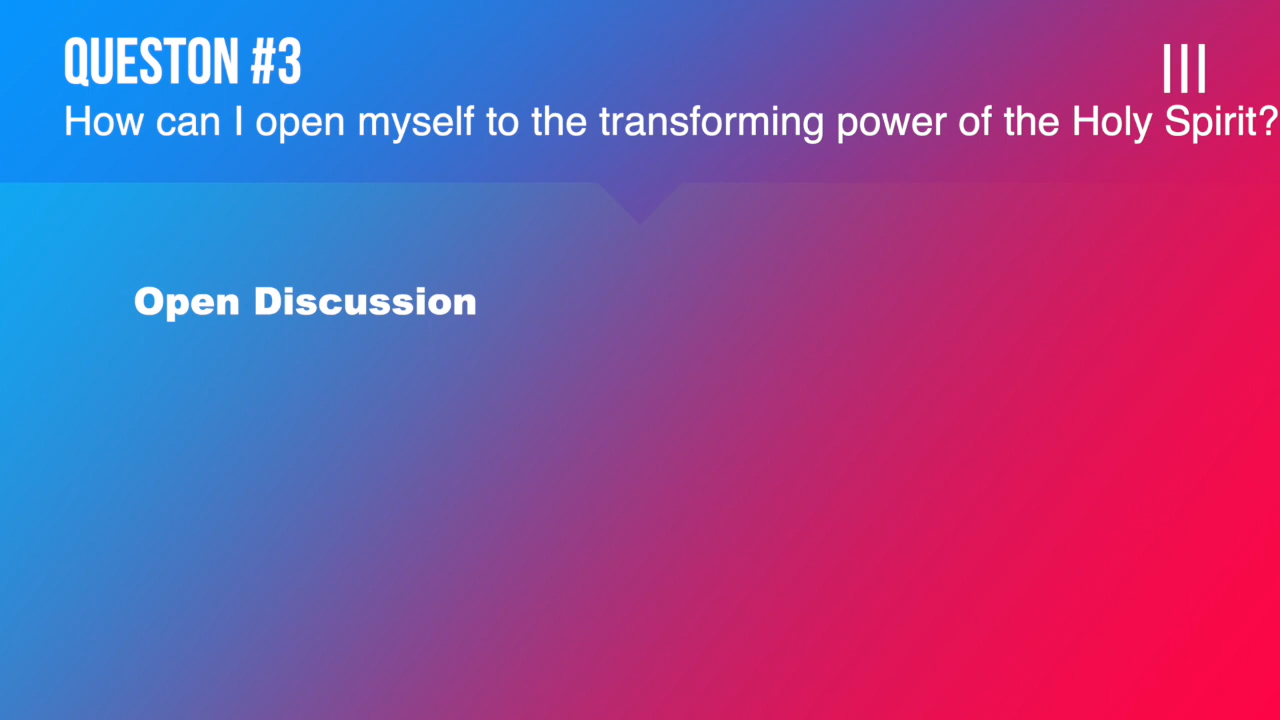 QUESTON #3
|||
How can I open myself to the transforming power of the Holy Spirit?
Open Discussion